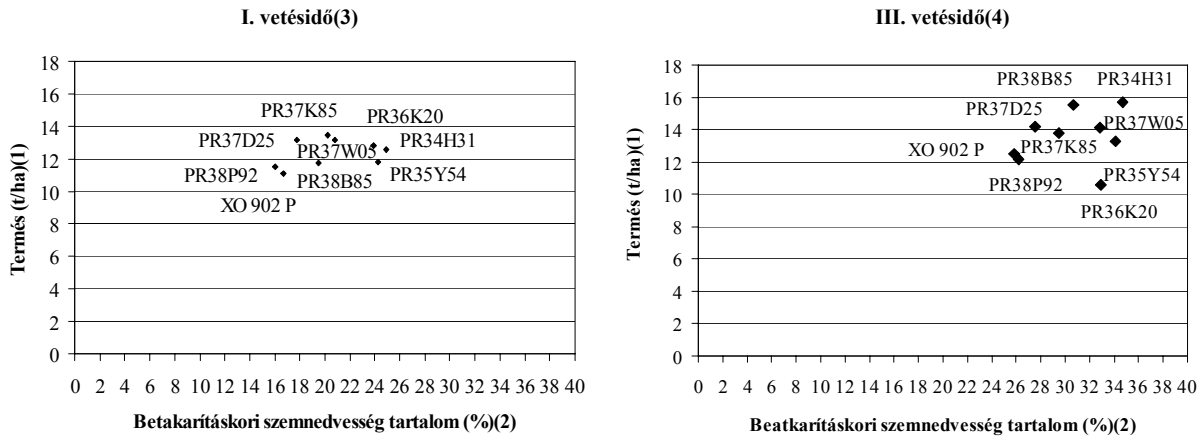 I. vetésidő(3)
Termés (t/ha)(1)
18
16
14
12
10
8
6
4
2
0
PR37K85
PR36K20
PR37D25
PR37W05
PR34H31
PR38P92
PR38B85
PR35Y54
XO 902 P
0 2 4 6 8 10 12 14 16 18 20 22 24 26 28 30 32 34 36 38 40
Betakarításkori szemnedvesség tartalom (%)(2)
III. vetésidő(4)
Termés (t/ha)(1)
18
16
14
12
10
8
6
4
2
0
PR38B85
PR34H31
PR37D25
PR37W05
XO 902 P
PR37K85
PR38P92
PR35Y54
PR36K20
0 2 4 6 8 10 12 14 16 18 20 22 24 26 28 30 32 34 36 38 40
Beatkarításkori szemnedvesség tartalom (%)(2)